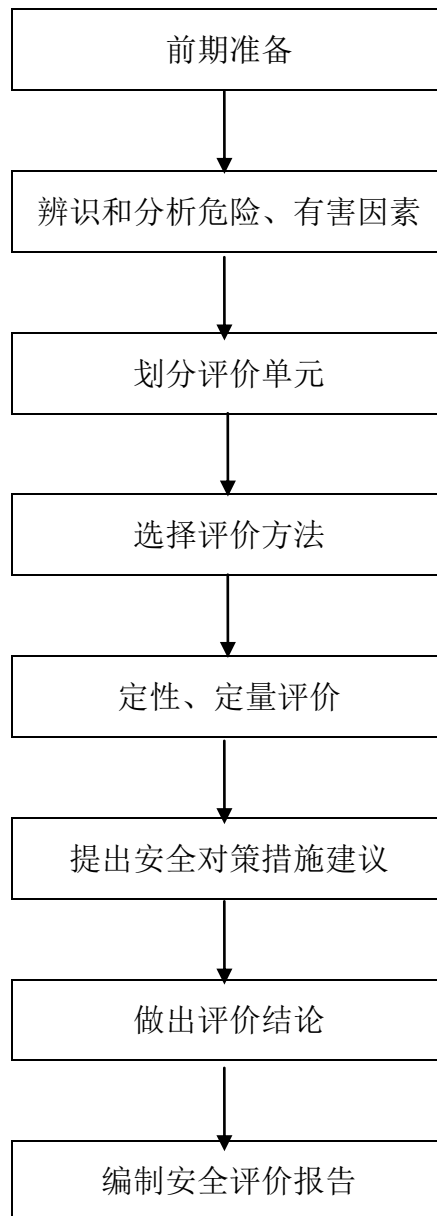 前期准备
辨识和分析危险、有害因素
划分评价单元
选择评价方法
定性、定量评价
提出安全对策措施建议
做出评价结论
编制安全评价报告